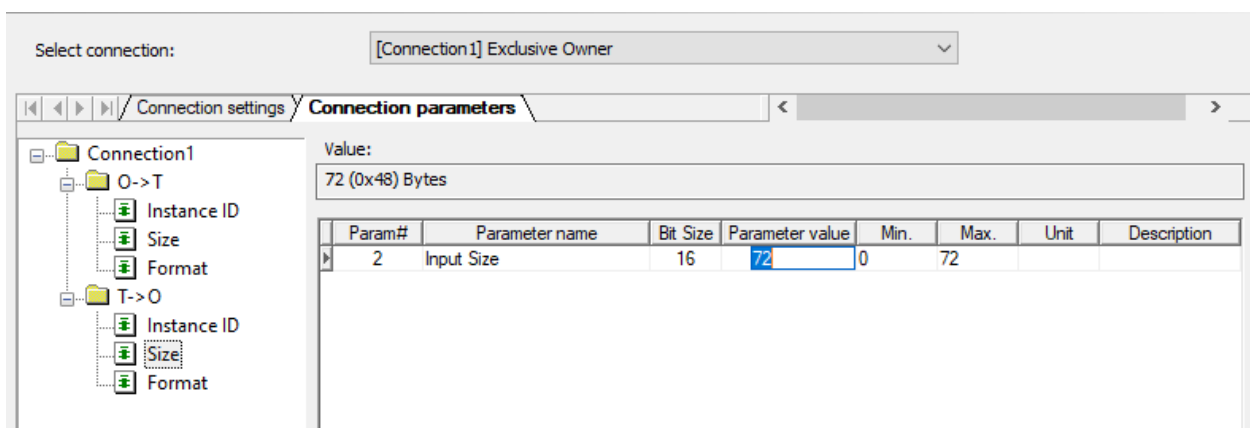 Select connection:
[Connection1] Exclusive Owner
Connection settings
Connection parameters
Connection1
O->T
Instance ID
Size
Format
T->O
Instance ID
Size
Format
Value:
72 (0x48) Bytes
Param# Parameter name Bit Size Parameter value Min. Max. Unit Description
2 Input Size 16 72 0 72